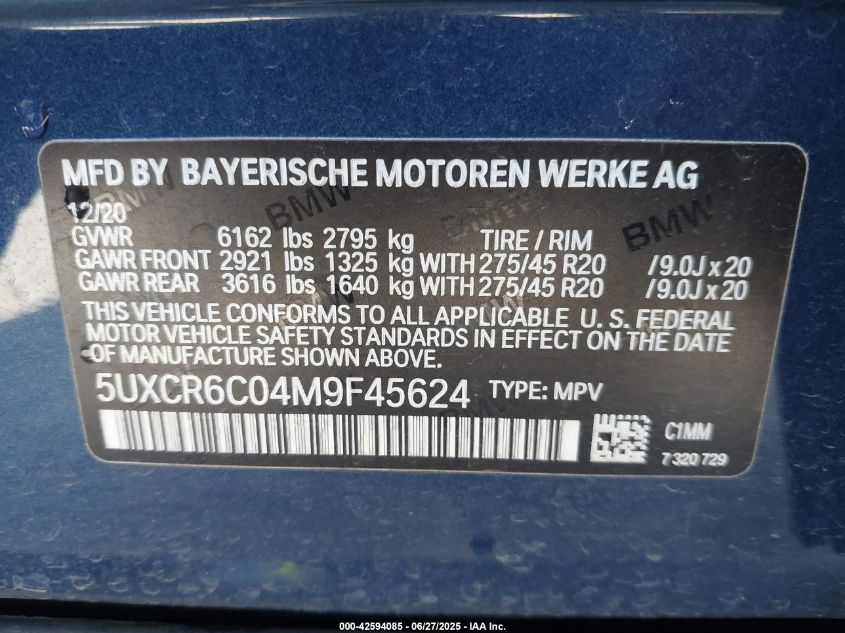 MFD BY BAYERISCHE MOTOREN WERKE AG
12/20
GVWR 6162 lbs 2795 kg TIRE / RIM
GAWR FRONT 2921 lbs 1325 kg WITH 275/45 R20 /9.0J x 20
GAWR REAR 3616 lbs 1640 kg WITH 275/45 R20 /9.0J x 20
THIS VEHICLE CONFORMS TO ALL APPLICABLE U. S. FEDERAL
MOTOR VEHICLE SAFETY STANDARDS IN EFFECT ON THE DATE
OF MANUFACTURE SHOWN ABOVE.
5UXCR6C04M9F45624 TYPE: MPV
C1MM
7 320 729
BMW
BMW
000-42594085 - 06/27/2025 - IAA Inc.